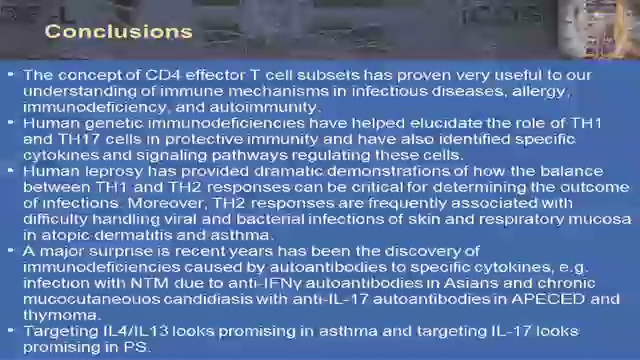 Conclusions
• The concept of CD4 effector T cell subsets has proven very useful to our
understanding of immune mechanisms in infectious diseases, allergy,
immunodeficiency, and autoimmunity.
• Human genetic immunodeficiencies have helped elucidate the role of TH1
and TH17 cells in protective immunity and have also identified specific
cytokines and signaling pathways regulating these cells.
• Human leprosy has provided dramatic demonstrations of how the balance
between TH1 and TH2 responses can be critical for determining the outcome
of infections. Moreover, TH2 responses are frequently associated with
difficulty handling viral and bacterial infections of skin and respiratory mucosa
in atopic dermatitis and asthma.
• A major surprise is recent years has been the discovery of
immunodeficiencies caused by autoantibodies to specific cytokines, e.g.
infection with NTM due to anti-IFNγ autoantibodies in Asians and chronic
mucocutaneous candidiasis with anti-IL-17 autoantibodies in APECED and
thymoma.
• Targeting IL4/IL13 looks promising in asthma and targeting IL-17 looks
promising in PS.